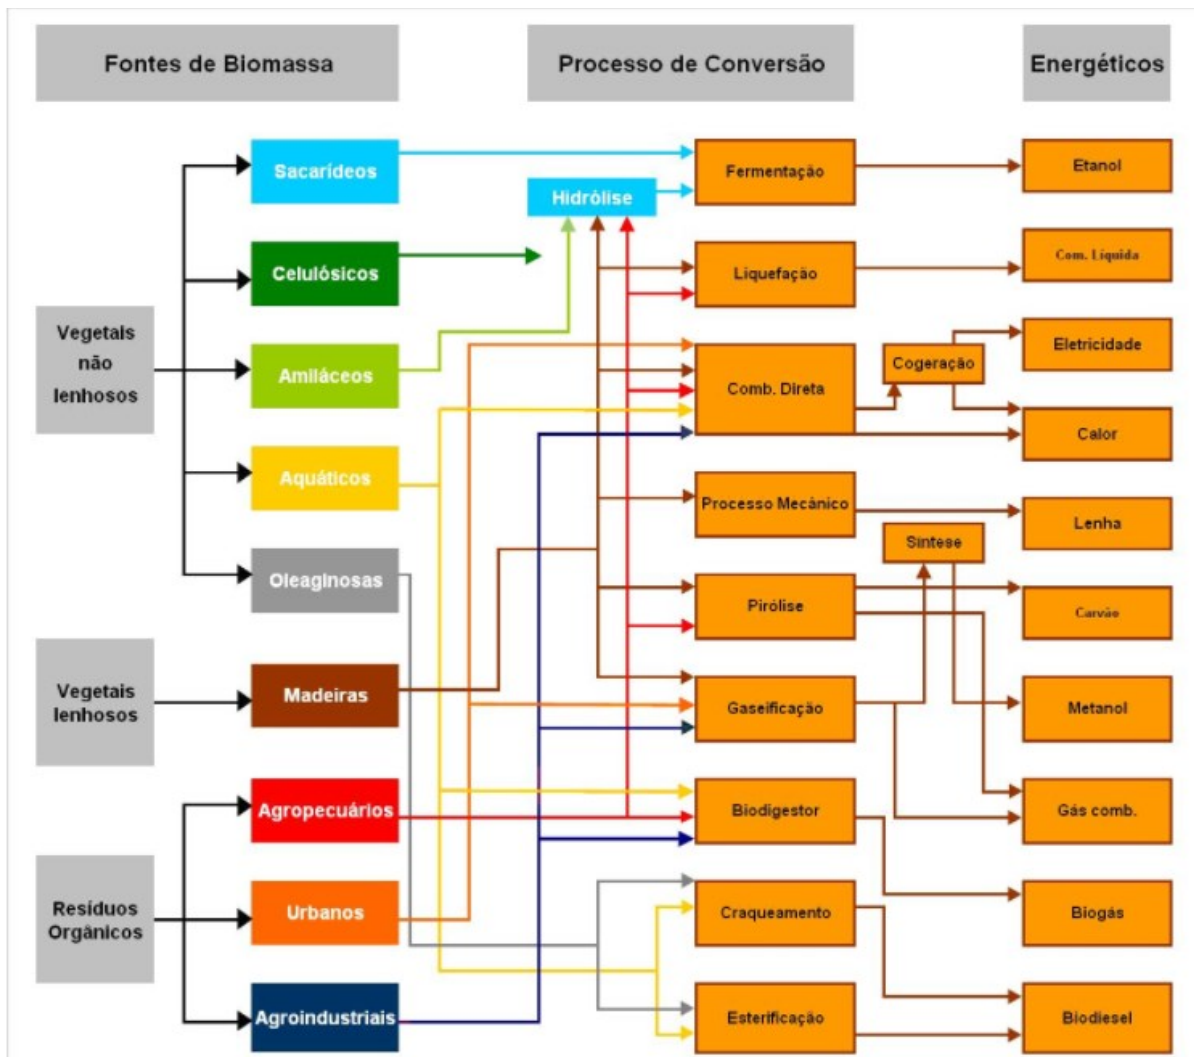 Fontes de Biomassa
Processo de Conversão
Energéticos
Sacarídeos
Fermentação
Etanol
Hidròlise
Celulósicos
Liquefação
Com. Líquida
Vegetais
não
lenhosos
Amiláceos
Comb. Direta
Cogeração
Eletricidade
Calor
Aquáticos
Processo Mecânico
Lenha
Síntese
Oleaginosas
Pirólise
Carvão
Vegetais
lenhosos
Madeiras
Gaseificação
Metanol
Agropecuários
Biodigestor
Gás comb.
Resíduos
Orgânicos
Urbanos
Craqueamento
Biogás
Agroindustriais
Esterificação
Biodiesel